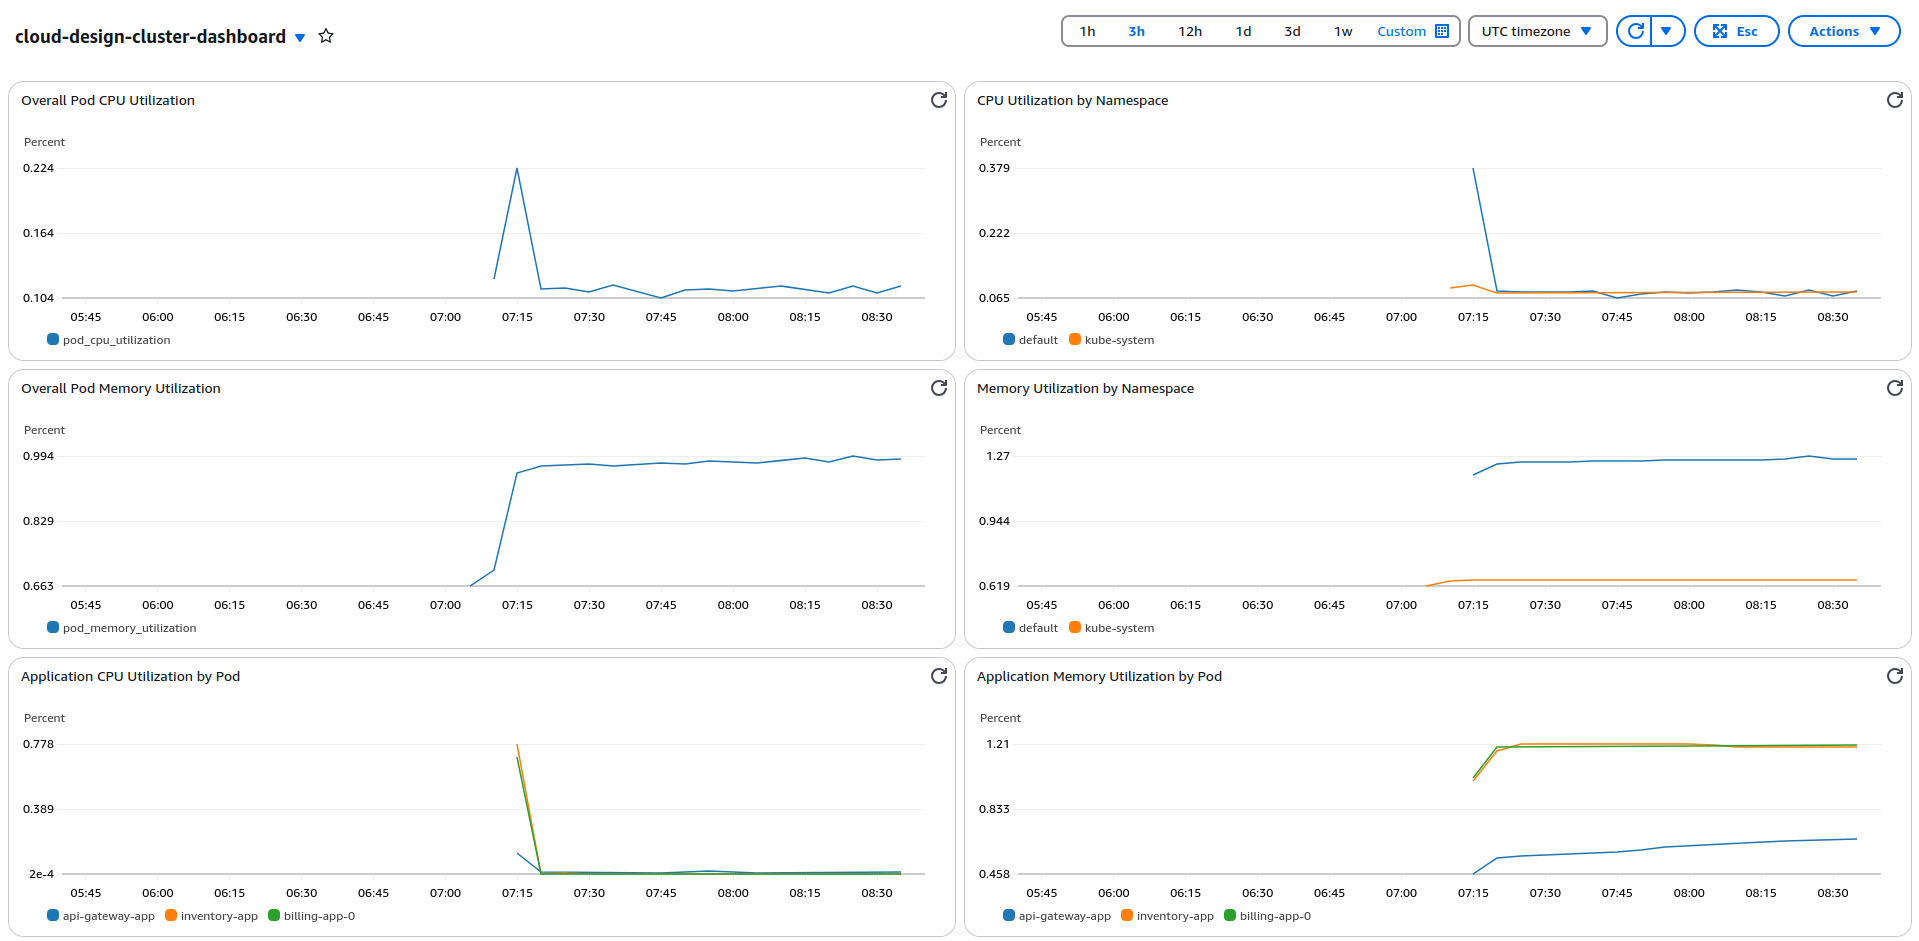 cloud-design-cluster-dashboard
1h 3h 12h 1d 3d 1w Custom
UTC timezone
Esc
Actions
Overall Pod CPU Utilization
Percent
0.224
0.164
0.104
05:45 06:00 06:15 06:30 06:45 07:00 07:15 07:30 07:45 08:00 08:15 08:30
pod_cpu_utilization
CPU Utilization by Namespace
Percent
0.379
0.222
0.065
05:45 06:00 06:15 06:30 06:45 07:00 07:15 07:30 07:45 08:00 08:15 08:30
default kube-system
Overall Pod Memory Utilization
Percent
0.994
0.829
0.663
05:45 06:00 06:15 06:30 06:45 07:00 07:15 07:30 07:45 08:00 08:15 08:30
pod_memory_utilization
Memory Utilization by Namespace
Percent
1.27
0.944
0.619
05:45 06:00 06:15 06:30 06:45 07:00 07:15 07:30 07:45 08:00 08:15 08:30
default kube-system
Application CPU Utilization by Pod
Percent
0.778
0.389
2e-4
05:45 06:00 06:15 06:30 06:45 07:00 07:15 07:30 07:45 08:00 08:15 08:30
api-gateway-app inventory-app billing-app-0
Application Memory Utilization by Pod
Percent
1.21
0.833
0.458
05:45 06:00 06:15 06:30 06:45 07:00 07:15 07:30 07:45 08:00 08:15 08:30
api-gateway-app inventory-app billing-app-0